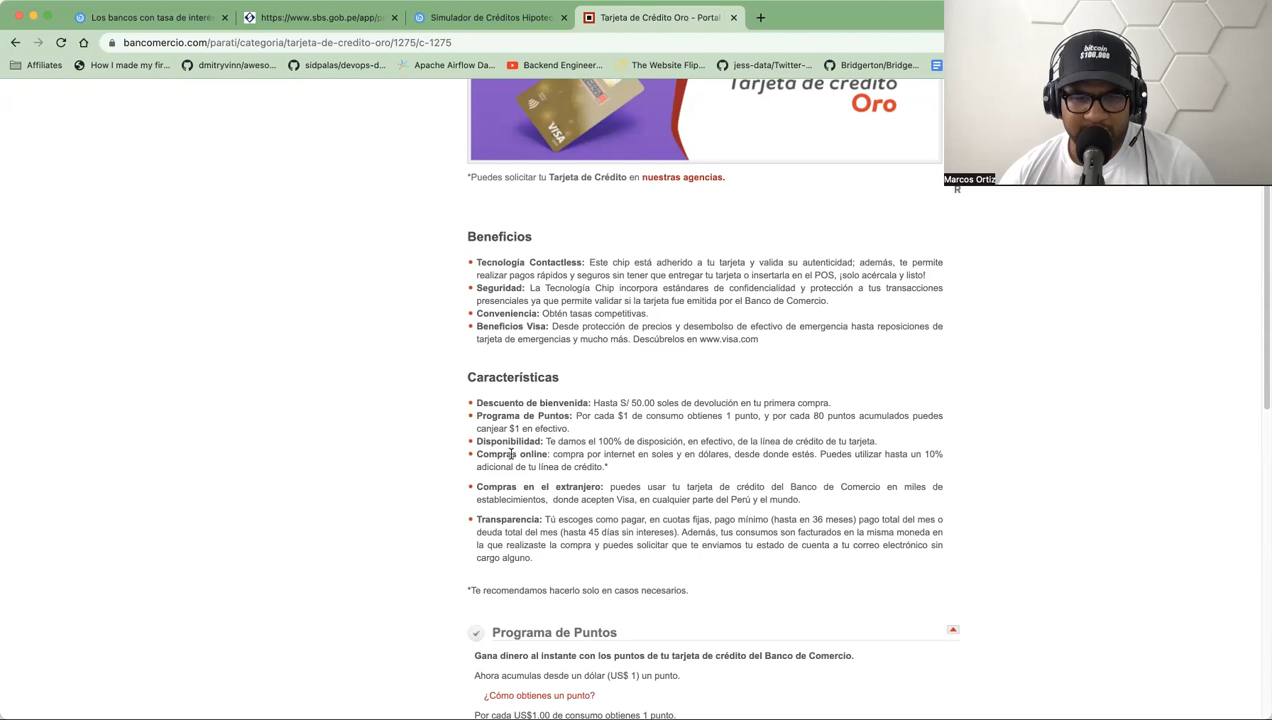 Los bancos con tasa de interés
https://www.sbs.gob.pe/app/p
Simulador de Créditos Hipotec
Tarjeta de Crédito Oro - Portal
bancomercio.com/parati/categoria/tarjeta-de-credito-oro/1275/c-1275
Affiliates
How I made my fir...
dmitryvinn/aweso...
sidpalas/devops-d...
Apache Airflow Da...
Backend Engineer...
The Website Flip...
jess-data/Twitter-...
Bridgerton/Bridge...
bitcoin
$100,000
Marcos Ortiz
R
VISA
Tarjeta de crédito
Oro
*Puedes solicitar tu Tarjeta de Crédito en nuestras agencias.
Beneficios
Tecnología Contactless: Este chip está adherido a tu tarjeta y valida su autenticidad; además, te permite
realizar pagos rápidos y seguros sin tener que entregar tu tarjeta o insertarla en el POS, ¡solo acércala y listo!
Seguridad: La Tecnología Chip incorpora estándares de confidencialidad y protección a tus transacciones
presenciales ya que permite validar si la tarjeta fue emitida por el Banco de Comercio.
Conveniencia: Obtén tasas competitivas.
Beneficios Visa: Desde protección de precios y desembolso de efectivo de emergencia hasta reposiciones de
tarjeta de emergencias y mucho más. Descúbrelos en www.visa.com
Características
Descuento de bienvenida: Hasta S/ 50.00 soles de devolución en tu primera compra.
Programa de Puntos: Por cada $1 de consumo obtienes 1 punto, y por cada 80 puntos acumulados puedes
canjear $1 en efectivo.
Disponibilidad: Te damos el 100% de disposición, en efectivo, de la línea de crédito de tu tarjeta.
Compras online: compra por internet en soles y en dólares, desde donde estés. Puedes utilizar hasta un 10%
adicional de tu línea de crédito.*
Compras en el extranjero: puedes usar tu tarjeta de crédito del Banco de Comercio en miles de
establecimientos, donde acepten Visa, en cualquier parte del Perú y el mundo.
Transparencia: Tú escoges como pagar, en cuotas fijas, pago mínimo (hasta en 36 meses) pago total del mes o
deuda total del mes (hasta 45 días sin intereses). Además, tus consumos son facturados en la misma moneda en
la que realizaste la compra y puedes solicitar que te enviamos tu estado de cuenta a tu correo electrónico sin
cargo alguno.
*Te recomendamos hacerlo solo en casos necesarios.
Programa de Puntos
Gana dinero al instante con los puntos de tu tarjeta de crédito del Banco de Comercio.
Ahora acumulas desde un dólar (US$ 1) un punto.
¿Cómo obtienes un punto?
Por cada US$1.00 de consumo obtienes 1 punto.